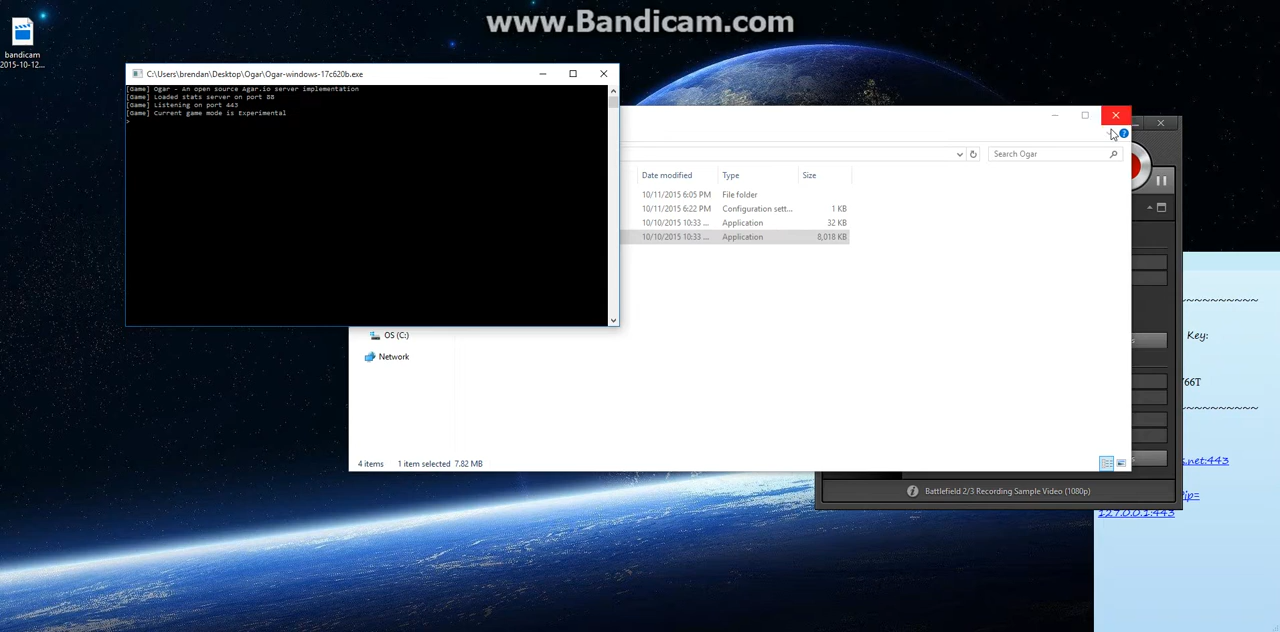 www.Bandicam.com
bandicam
2015-10-12...
C:\Users\brendan\Desktop\Ogar\Ogar-windows-17c620b.exe
[Game] Ogar - An open source Agar.io server implementation
[Game] Loaded stats server on port 88
[Game] Listening on port 443
[Game] Current game mode is Experimental
>
Search Ogar
Date modified Type Size
10/11/2015 6:05 PM File folder
10/11/2015 6:22 PM Configuration sett... 1 KB
10/10/2015 10:33 ... Application 32 KB
10/10/2015 10:33 ... Application 8,018 KB
OS (C:)
Network
4 items 1 item selected 7.82 MB
~~~~~~~~~~
Key:
766T
~~~~~~~~~~
s.net:443
?ip=
127.0.0.1:443
Battlefield 2/3 Recording Sample Video (1080p)